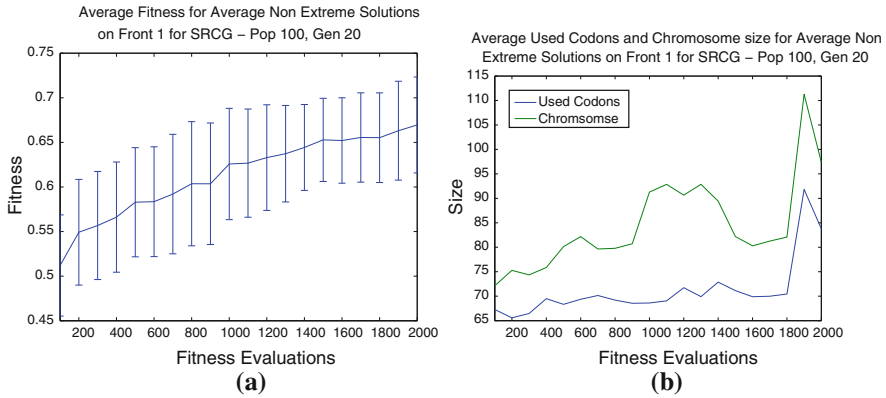 Average Fitness for Average Non Extreme Solutions
on Front 1 for SRCG − Pop 100, Gen 20
0.75
0.7
0.65
0.6
0.55
0.5
0.45
Fitness
200 400 600 800 1000 1200 1400 1600 1800 2000
Fitness Evaluations
(a)
Average Used Codons and Chromosome size for Average Non
Extreme Solutions on Front 1 for SRCG − Pop 100, Gen 20
115
110
105
100
95
90
85
80
75
70
65
Size
Used Codons
Chromsomse
200 400 600 800 1000 1200 1400 1600 1800 2000
Fitness Evaluations
(b)